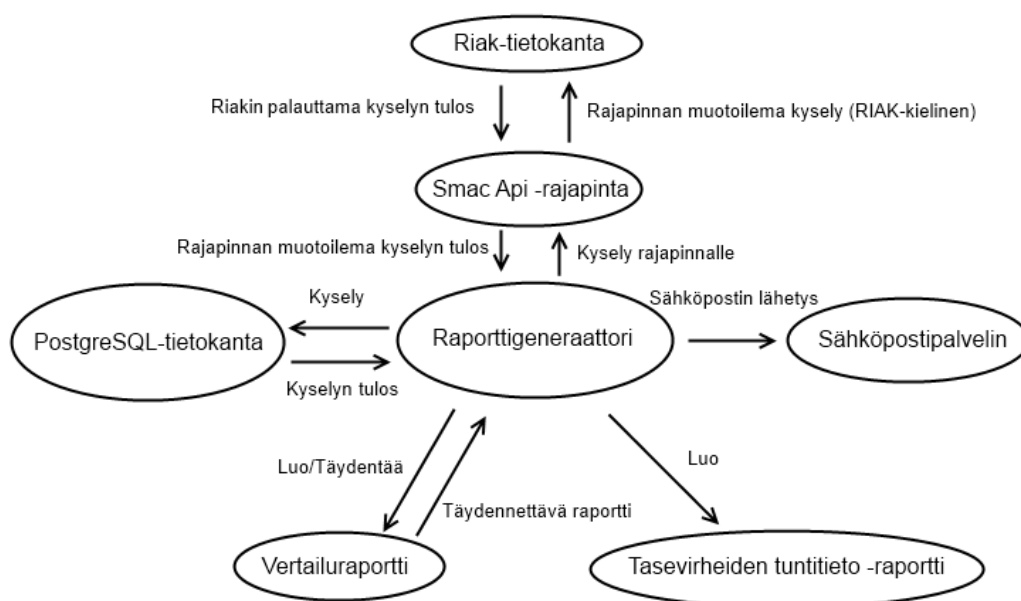 Riak-tietokanta
Riakin palauttama kyselyn tulos
Rajapinnan muotoilema kysely (RIAK-kielinen)
Smac Api -rajapinta
Rajapinnan muotoilema kyselyn tulos
Kysely rajapinnalle
Kysely
Sähköpostin lähetys
PostgreSQL-tietokanta
Raporttigeneraattori
Sähköpostipalvelin
Kyselyn tulos
Luo/Täydentää
Luo
Täydennettävä raportti
Vertailuraportti
Tasevirheiden tuntitieto -raportti